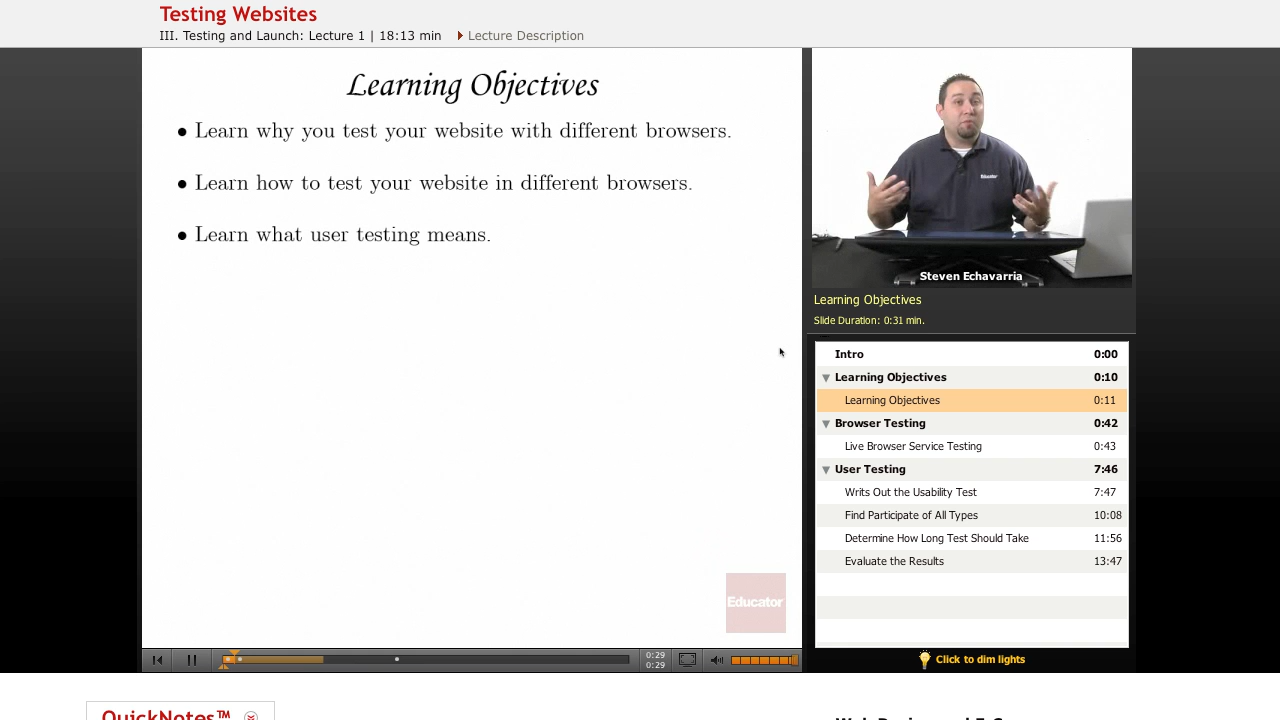 Testing Websites
III. Testing and Launch: Lecture 1 | 18:13 min Lecture Description
Learning Objectives
• Learn why you test your website with different browsers.
• Learn how to test your website in different browsers.
• Learn what user testing means.
Educator
0:29
0:29
Educator
Steven Echavarria
Learning Objectives
Slide Duration: 0:31 min.
Intro 0:00
Learning Objectives 0:10
Learning Objectives 0:11
Browser Testing 0:42
Live Browser Service Testing 0:43
User Testing 7:46
Writs Out the Usability Test 7:47
Find Participate of All Types 10:08
Determine How Long Test Should Take 11:56
Evaluate the Results 13:47
Click to dim lights
QuickNotes™